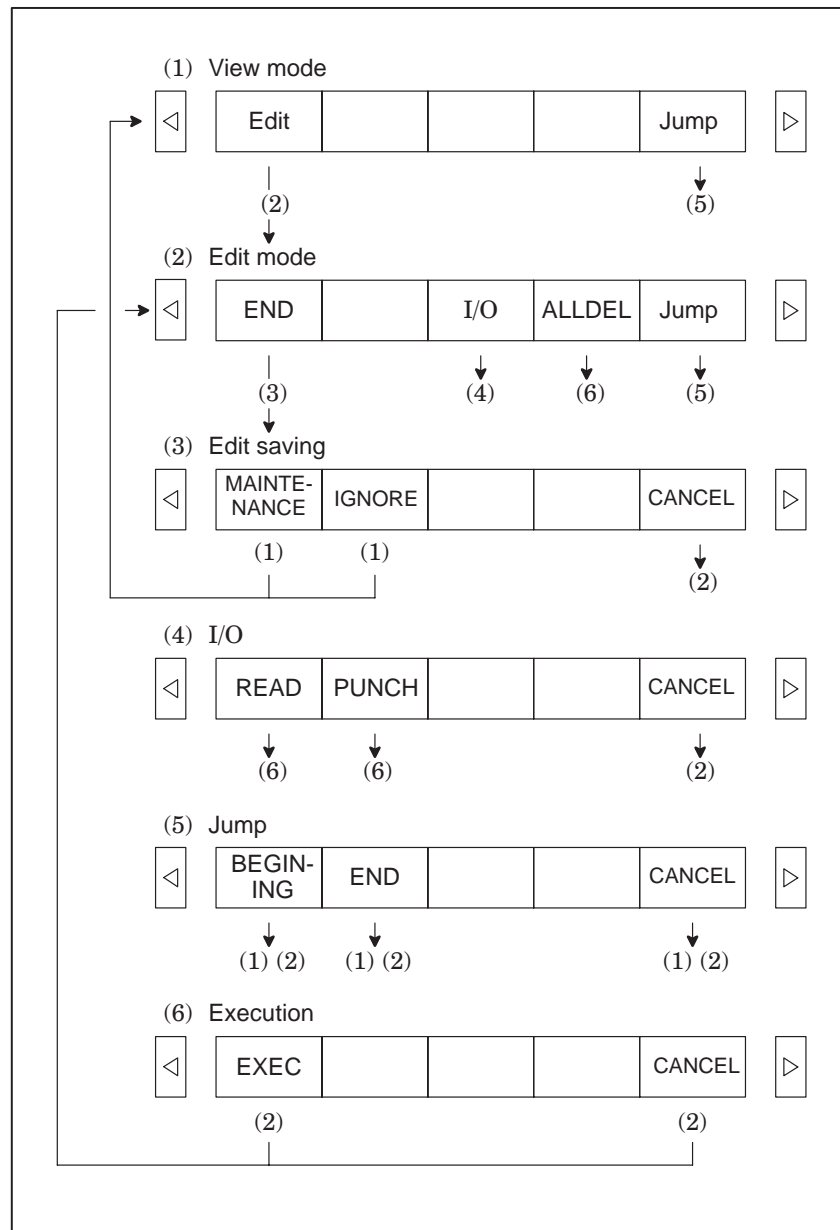 (1) View mode
Edit Jump
(2) (5)
(2) Edit mode
END I/O ALLDEL Jump
(3) (4) (6) (5)
(3) Edit saving
MAINTE-
NANCE IGNORE CANCEL
(1) (1) (2)
(4) I/O
READ PUNCH CANCEL
(6) (6) (2)
(5) Jump
BEGIN-
ING END CANCEL
(1) (2) (1) (2) (1) (2)
(6) Execution
EXEC CANCEL
(2) (2)